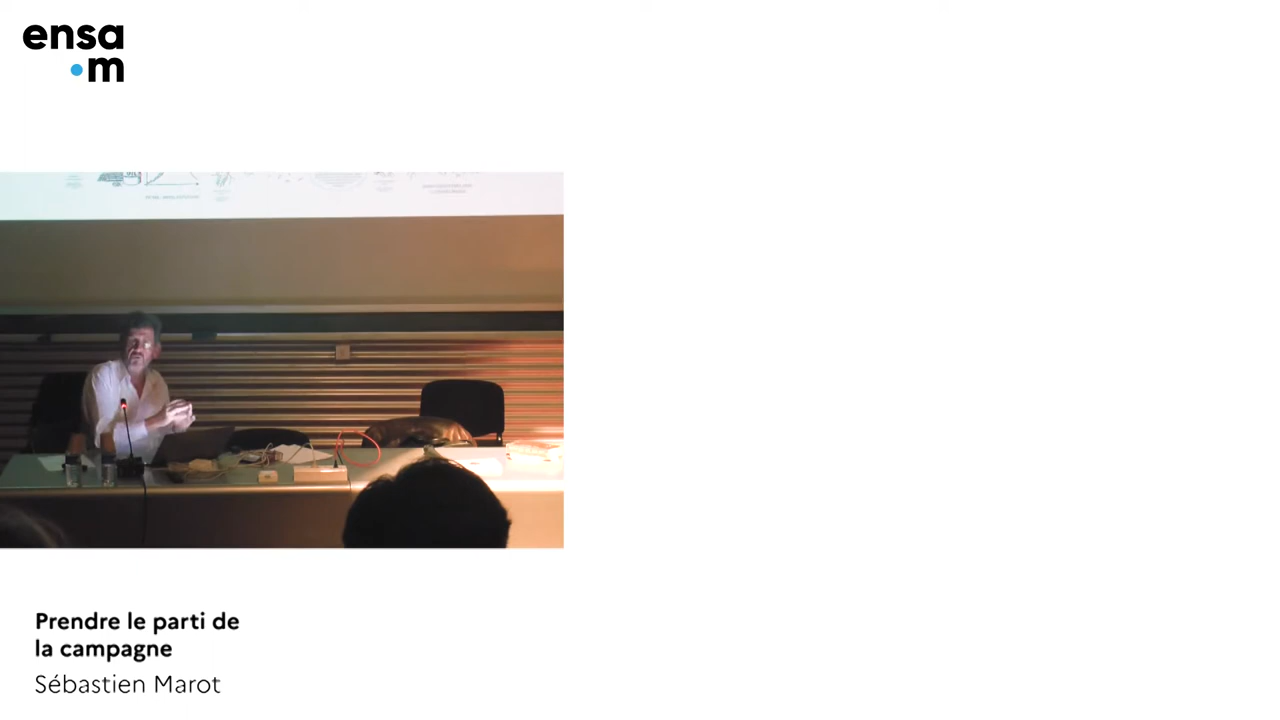 ensa
•m
Prendre le parti de
la campagne
Sébastien Marot